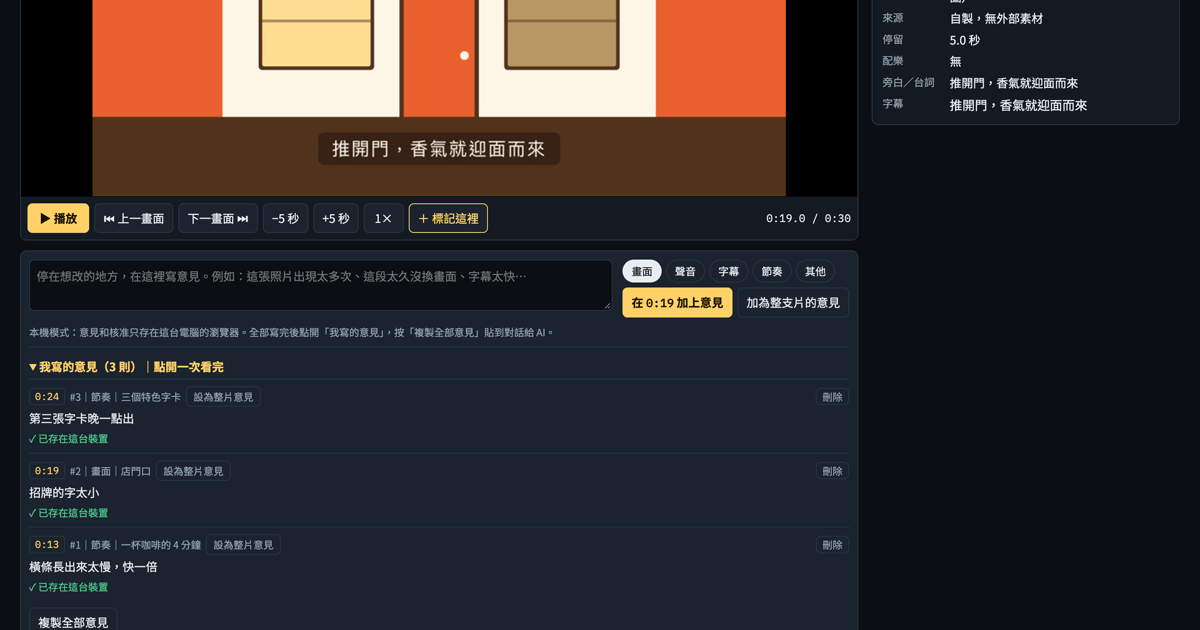 推開門，香氣就迎面而來
▶ 播放
⏮ 上一畫面
下一畫面 ⏭
−5 秒
+5 秒
1×
＋ 標記這裡
0:19.0 / 0:30
停在想改的地方，在這裡寫意見。例如：這張照片出現太多次、這段太久沒換畫面、字幕太快…
畫面
聲音
字幕
節奏
其他
在 0:19 加上意見
加為整支片的意見
本機模式：意見和核准只存在這台電腦的瀏覽器。全部寫完後點開「我寫的意見」，按「複製全部意見」貼到對話給 AI。
▼我寫的意見（3 則）｜點開一次看完
0:24 #3｜節奏｜三個特色字卡 設為整片意見 刪除
第三張字卡晚一點出
✓ 已存在這台裝置
0:19 #2｜畫面｜店門口 設為整片意見 刪除
招牌的字太小
✓ 已存在這台裝置
0:13 #1｜節奏｜一杯咖啡的 4 分鐘 設為整片意見 刪除
橫條長出來太慢，快一倍
✓ 已存在這台裝置
複製全部意見
來源 自製，無外部素材
停留 5.0 秒
配樂 無
旁白／台詞 推開門，香氣就迎面而來
字幕 推開門，香氣就迎面而來